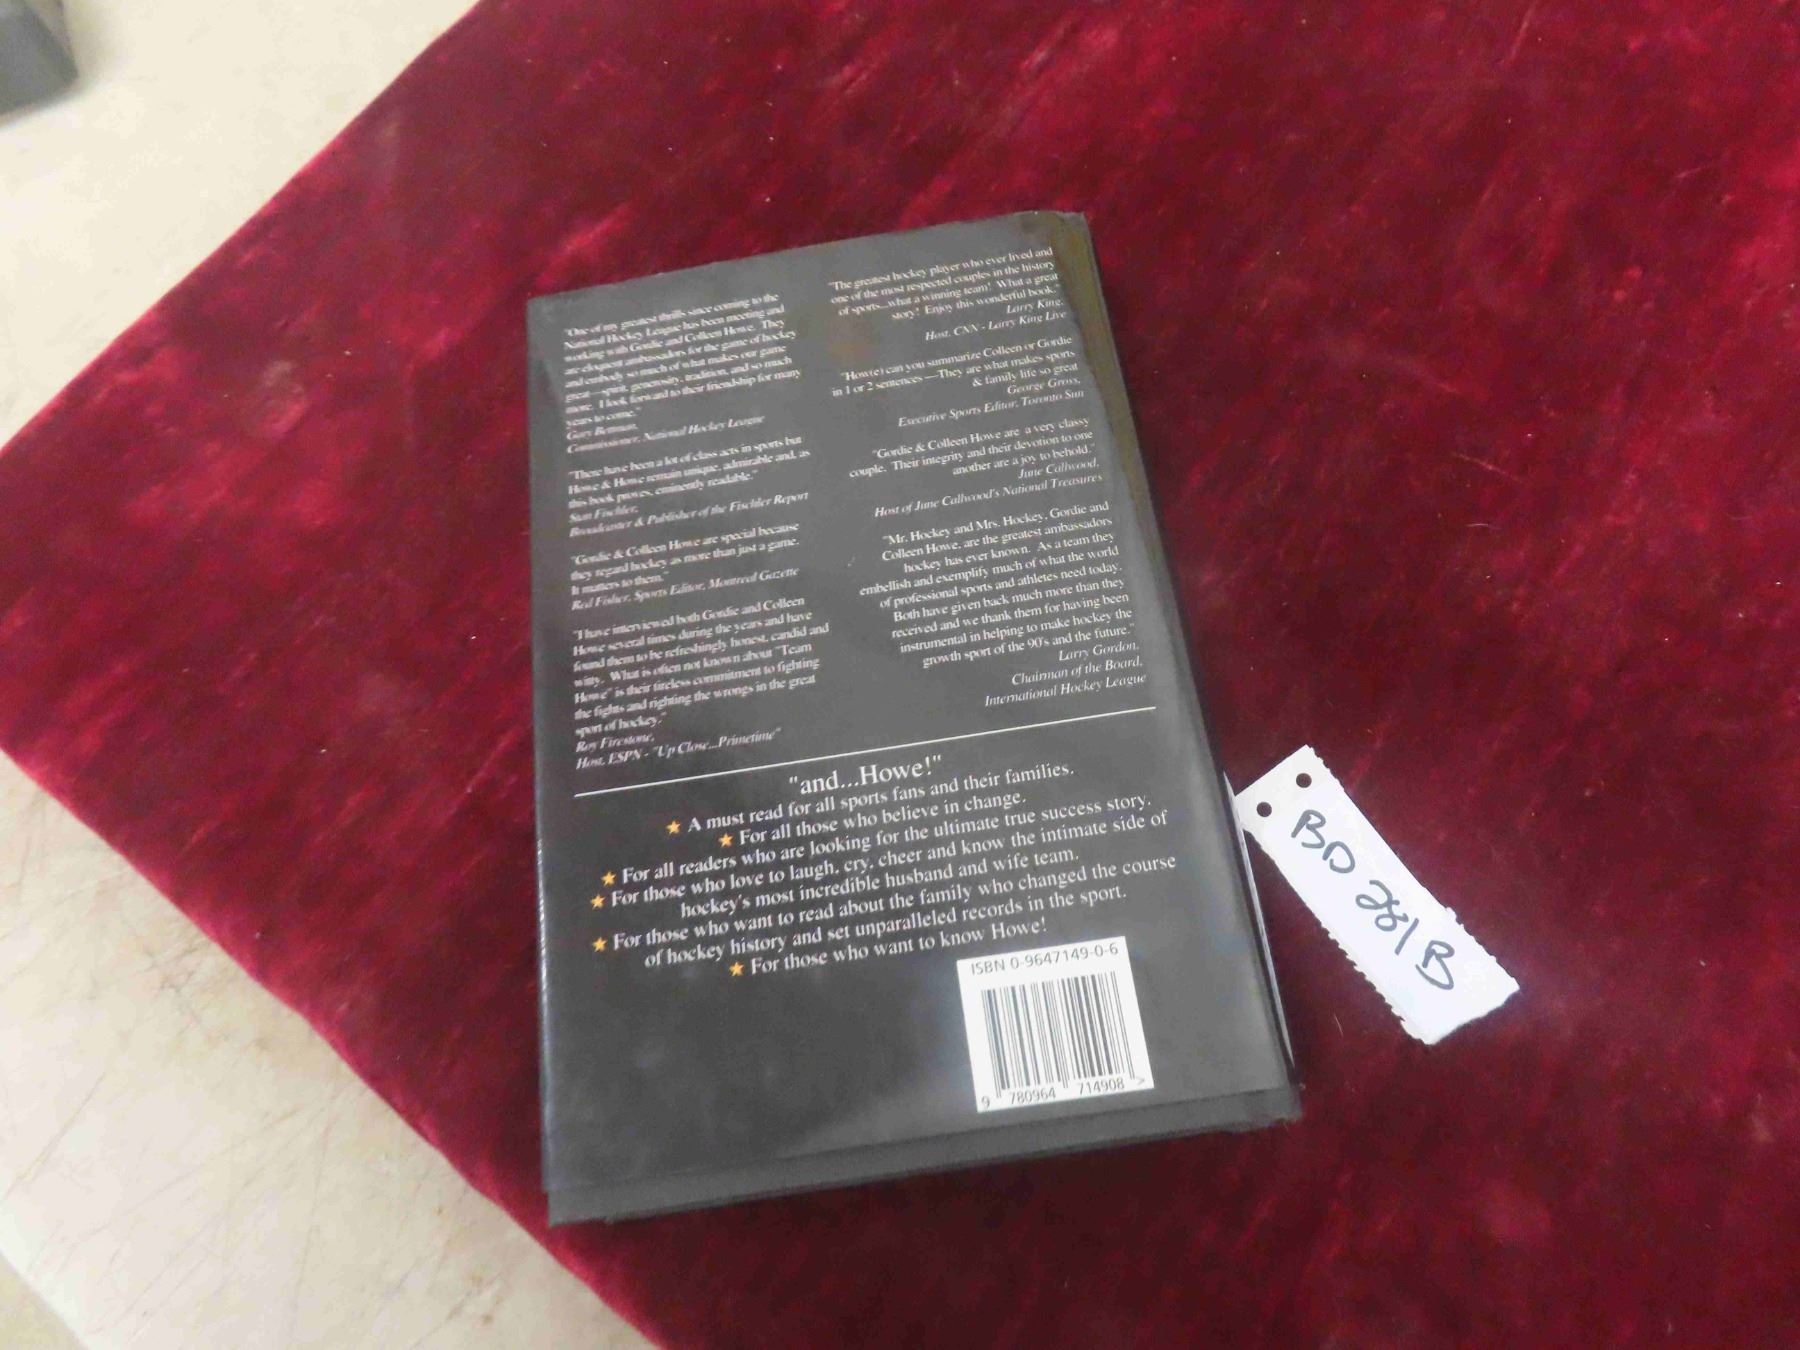 "One of my greatest thrills since coming to the
National Hockey League has been meeting and
working with Gordie and Colleen Howe. They
are eloquent ambassadors for the game of hockey
and embody so much of what makes our game
great—spirit, generosity, tradition, and so much
more. I look forward to their friendship for many
years to come."
Gary Bettman,
Commissioner, National Hockey League
"There have been a lot of class acts in sports but
Howe & Howe remain unique, admirable and, as
this book proves, eminently readable."
Stan Fischler,
Broadcaster & Publisher of the Fischler Report
"Gordie & Colleen Howe are special because
they regard hockey as more than just a game.
It matters to them."
Red Fisher, Sports Editor, Montreal Gazette
"I have interviewed both Gordie and Colleen
Howe several times during the years and have
found them to be refreshingly honest, candid and
witty. What is often not known about "Team
Howe" is their tireless commitment to fighting
the fights and righting the wrongs in the great
sport of hockey."
Roy Firestone,
Host, ESPN - "Up Close...Primetime"
"The greatest hockey player who ever lived and
one of the most respected couples in the history
of sports...what a winning team! What a great
story! Enjoy this wonderful book."
Larry King,
Host, CNN - Larry King Live
"How(e) can you summarize Colleen or Gordie
in 1 or 2 sentences—They are what makes sports
& family life so great
George Gross,
Executive Sports Editor, Toronto Sun
"Gordie & Colleen Howe are a very classy
couple. Their integrity and their devotion to one
another are a joy to behold."
June Callwood,
Host of June Callwood's National Treasures
"Mr. Hockey and Mrs. Hockey, Gordie and
Colleen Howe, are the greatest ambassadors
hockey has ever known. As a team they
embellish and exemplify much of what the world
of professional sports and athletes need today.
Both have given back much more than they
received and we thank them for having been
instrumental in helping to make hockey the
growth sport of the 90's and the future."
Larry Gordon,
Chairman of the Board,
International Hockey League
"and...Howe!"
★ A must read for all sports fans and their families.
★ For all those who believe in change.
★ For all readers who are looking for the ultimate true success story.
★ For those who love to laugh, cry, cheer and know the intimate side of
hockey's most incredible husband and wife team.
★ For those who want to read about the family who changed the course
of hockey history and set unparalleled records in the sport.
★ For those who want to know Howe!
ISBN 0-9647149-0-6
9 780964 714908 >
BD 281B